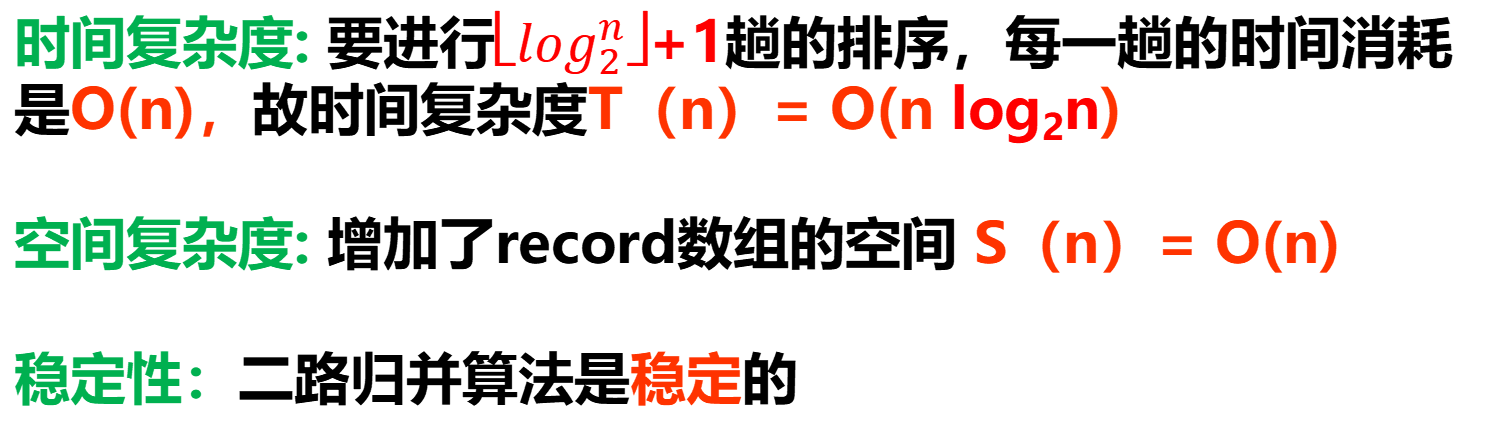 时间复杂度: 要进行⌊log₂ⁿ⌋+1趟的排序，每一趟的时间消耗
是O(n)，故时间复杂度T（n）= O(n log₂n)
空间复杂度: 增加了record数组的空间 S（n）= O(n)
稳定性：二路归并算法是稳定的